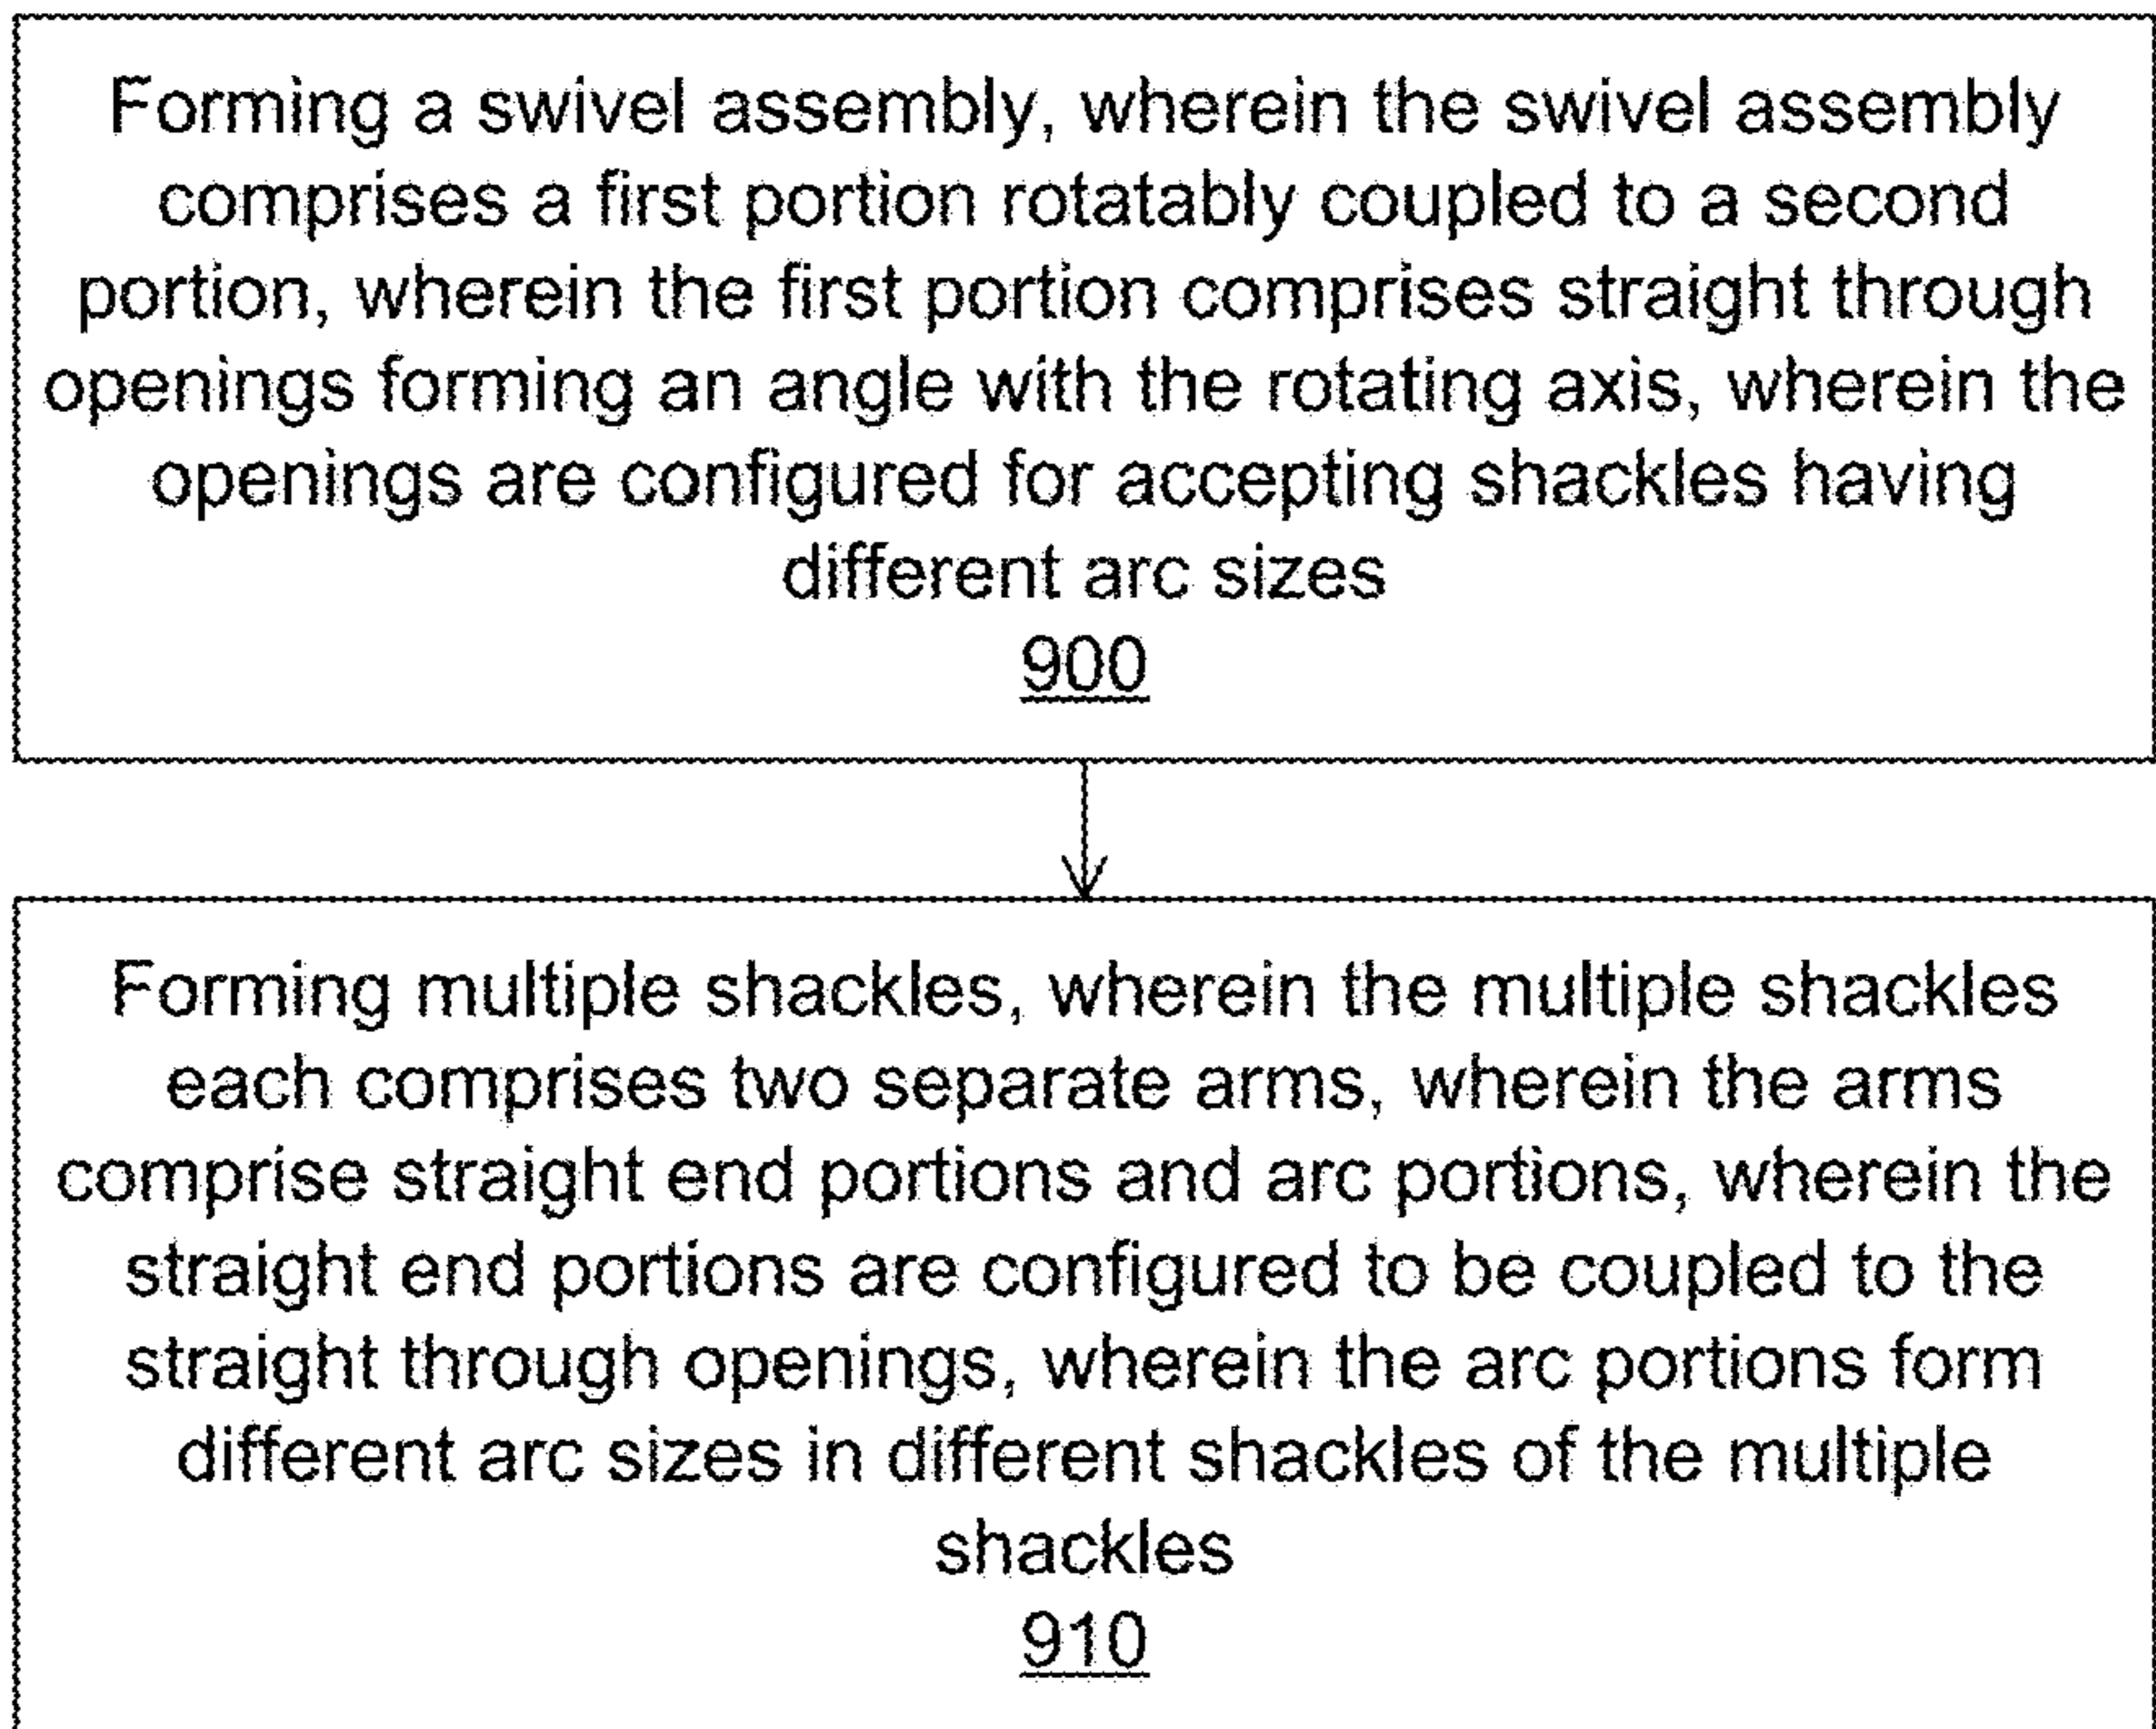 Forming a swivel assembly, wherein the swivel assembly
comprises a first portion rotatably coupled to a second
portion, wherein the first portion comprises straight through
openings forming an angle with the rotating axis, wherein the
openings are configured for accepting shackles having
different arc sizes
900
Forming multiple shackles, wherein the multiple shackles
each comprises two separate arms, wherein the arms
comprise straight end portions and arc portions, wherein the
straight end portions are configured to be coupled to the
straight through openings, wherein the arc portions form
different arc sizes in different shackles of the multiple
shackles
910